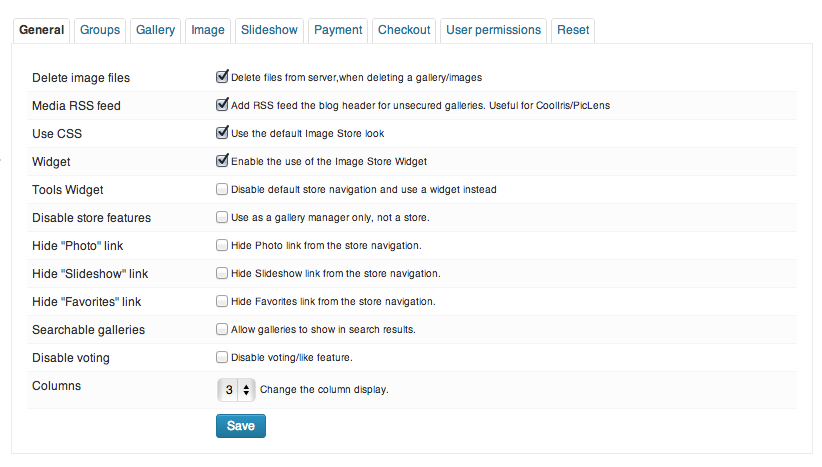 General Groups Gallery Image Slideshow Payment Checkout User permissions Reset
Delete image files Delete files from server,when deleting a gallery/images
Media RSS feed Add RSS feed the blog header for unsecured galleries. Useful for CoolIris/PicLens
Use CSS Use the default Image Store look
Widget Enable the use of the Image Store Widget
Tools Widget Disable default store navigation and use a widget instead
Disable store features Use as a gallery manager only, not a store.
Hide "Photo" link Hide Photo link from the store navigation.
Hide "Slideshow" link Hide Slideshow link from the store navigation.
Hide "Favorites" link Hide Favorites link from the store navigation.
Searchable galleries Allow galleries to show in search results.
Disable voting Disable voting/like feature.
Columns 3 Change the column display.
Save